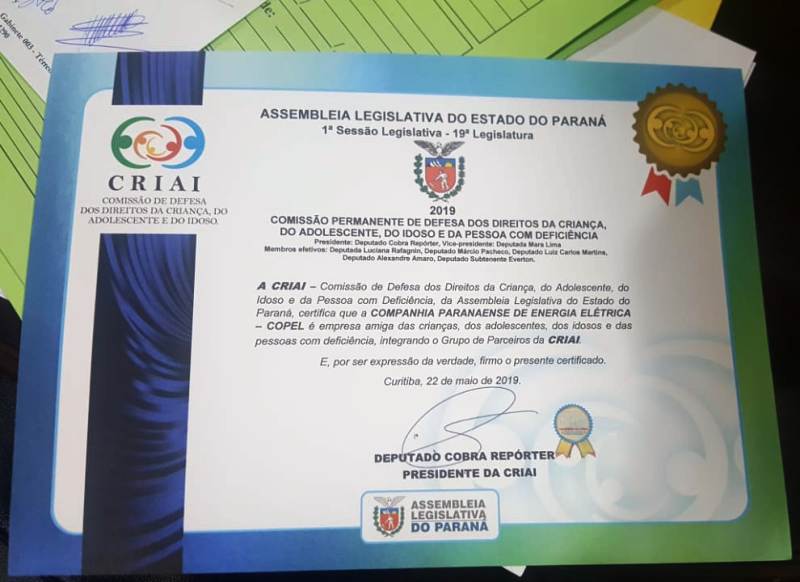 Gabinete 003 - Térreo
de:
ASSEMBLEIA LEGISLATIVA DO ESTADO DO PARANÁ
1ª Sessão Legislativa - 19ª Legislatura
2019
COMISSÃO PERMANENTE DE DEFESA DOS DIREITOS DA CRIANÇA,
DO ADOLESCENTE, DO IDOSO E DA PESSOA COM DEFICIÊNCIA
Presidente: Deputado Cobra Repórter, Vice-presidente: Deputada Mara Lima
Membros efetivos: Deputada Luciana Rafagnin, Deputado Márcio Pacheco, Deputado Luiz Carlos Martins,
Deputado Alexandre Amaro, Deputado Subtenente Everton.
CRIAI
COMISSÃO DE DEFESA
DOS DIREITOS DA CRIANÇA, DO
ADOLESCENTE E DO IDOSO.
A CRIAI – Comissão de Defesa dos Direitos da Criança, do Adolescente, do
Idoso e da Pessoa com Deficiência, da Assembleia Legislativa do Estado do
Paraná, certifica que a COMPANHIA PARANAENSE DE ENERGIA ELÉTRICA
– COPEL é empresa amiga das crianças, dos adolescentes, dos idosos e das
pessoas com deficiência, integrando o Grupo de Parceiros da CRIAI.
E, por ser expressão da verdade, firmo o presente certificado.
Curitiba, 22 de maio de 2019.
DEPUTADO COBRA REPÓRTER
PRESIDENTE DA CRIAI
ASSEMBLEIA
LEGISLATIVA
DO PARANÁ